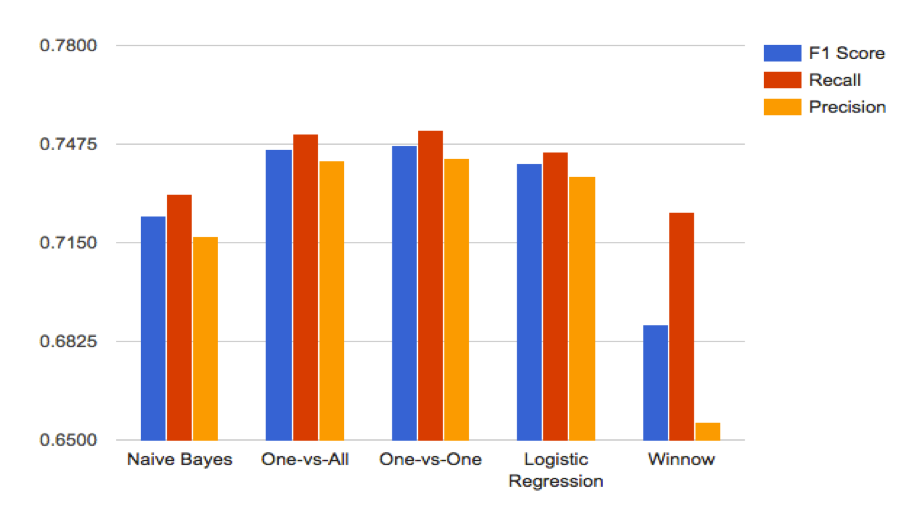 0.7800
0.7475
0.7150
0.6825
0.6500
Naive Bayes
One-vs-All
One-vs-One
Logistic
Regression
Winnow
F1 Score
Recall
Precision